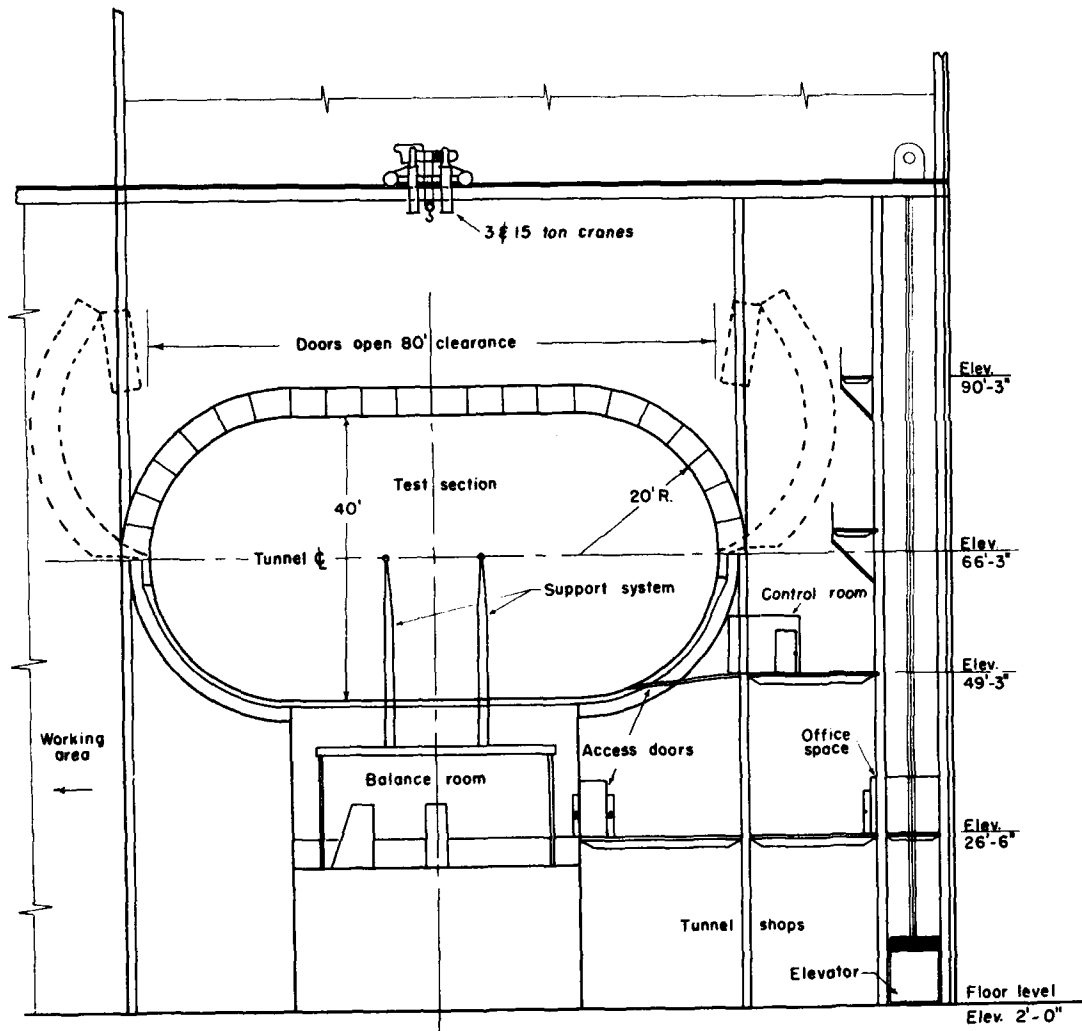 3 ¢ 15 ton cranes
Doors open 80' clearance
Elev.
90'-3"
Test section
40'
20' R.
Tunnel ℄
Elev.
66'-3"
Support system
Control room
Elev.
49'-3"
Working
area
Access doors
Office
space
Balance room
Elev.
26'-6"
Tunnel shops
Elevator
Floor level
Elev. 2'-0"